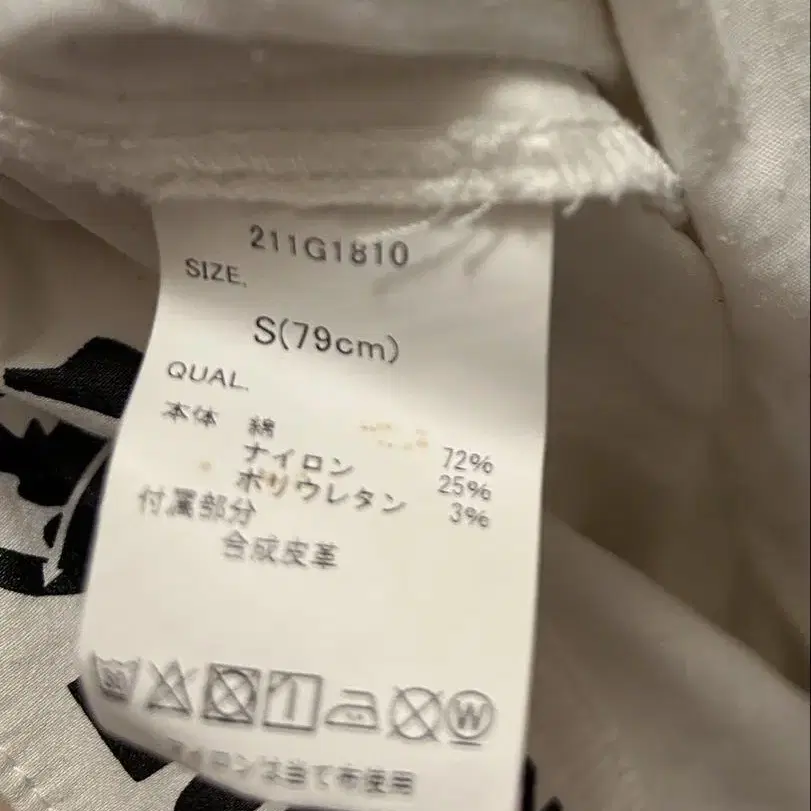 211G1810
SIZE.
S(79cm)
QUAL.
本体 綿 72%
ナイロン 25%
ポリウレタン 3%
付属部分
合成皮革
W
アイロンは当て布使用